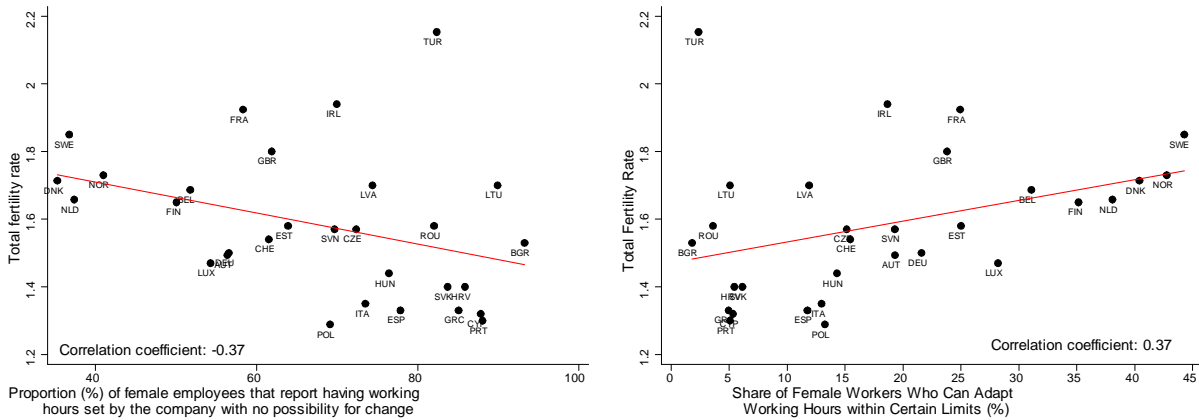 Total fertility rate
2.2
2
1.8
1.6
1.4
1.2
TUR
IRL
FRA
SWE
GBR
NOR
DNK
BEL
LVA
LTU
NLD
FIN
EST
SVN
CZE
ROU
CHE
BGR
DEU
AUT
LUX
HUN
SVK
HRV
ITA
ESP
GRC
CYP
PRT
POL
Correlation coefficient: -0.37
40
60
80
100
Proportion (%) of female employees that report having working
hours set by the company with no possibility for change
Total Fertility Rate
2.2
2
1.8
1.6
1.4
1.2
TUR
IRL
FRA
SWE
GBR
NOR
DNK
LTU
LVA
BEL
NLD
FIN
ROU
CZE
SVN
EST
BGR
CHE
AUT
DEU
LUX
HUN
HRV
SVK
ITA
GRC
CYP
ESP
PRT
POL
Correlation coefficient: 0.37
0
5
10
15
20
25
30
35
40
45
Share of Female Workers Who Can Adapt
Working Hours within Certain Limits (%)